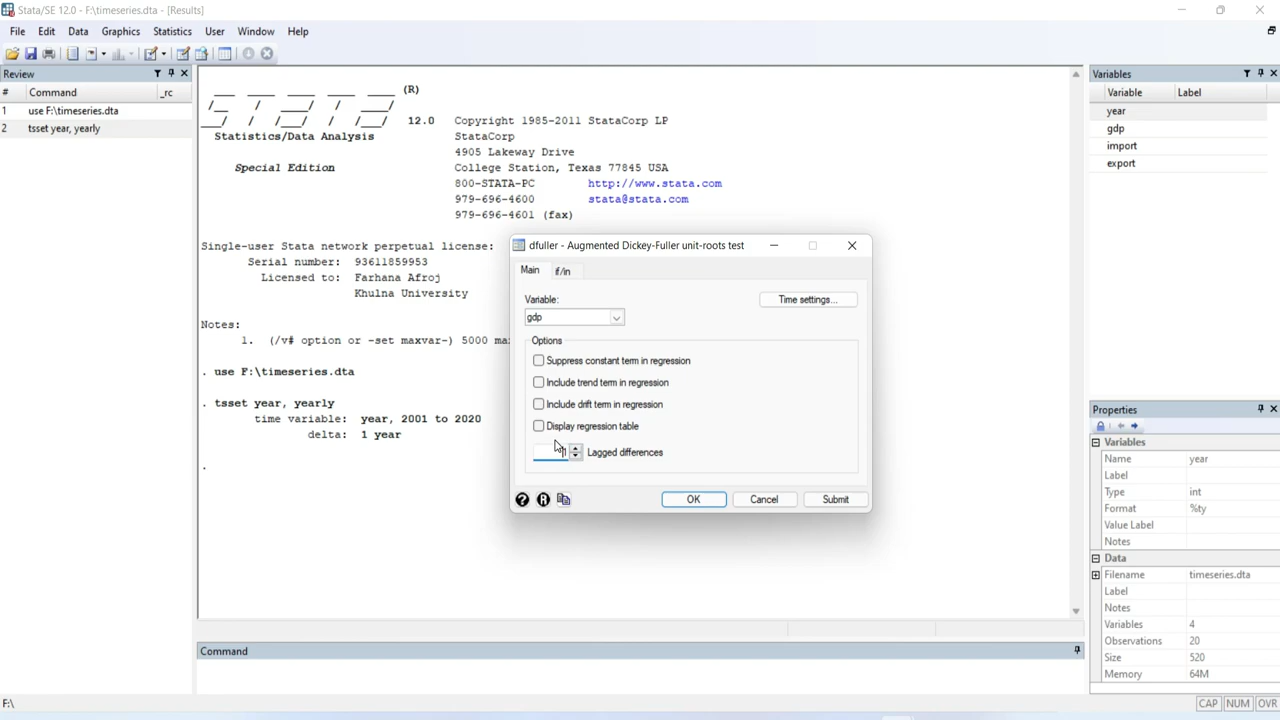 Stata/SE 12.0 - F:\timeseries.dta - [Results]
File Edit Data Graphics Statistics User Window Help
Review
# Command _rc
1 use F:\timeseries.dta
2 tsset year, yearly
(R)
12.0 Copyright 1985-2011 StataCorp LP
Statistics/Data Analysis StataCorp
4905 Lakeway Drive
Special Edition College Station, Texas 77845 USA
800-STATA-PC http://www.stata.com
979-696-4600 stata@stata.com
979-696-4601 (fax)
Single-user Stata network perpetual license:
Serial number: 93611859953
Licensed to: Farhana Afroj
Khulna University
Notes:
1. (/v# option or -set maxvar-) 5000
. use F:\timeseries.dta
. tsset year, yearly
time variable: year, 2001 to 2020
delta: 1 year
.
dfuller - Augmented Dickey-Fuller unit-roots test
Main if/in
Variable:
gdp
Time settings...
Options
Suppress constant term in regression
Include trend term in regression
Include drift term in regression
Display regression table
Lagged differences
OK Cancel Submit
Command
Variables
Variable Label
year
gdp
import
export
Properties
Variables
Name year
Label
Type int
Format %ty
Value Label
Notes
Data
Filename timeseries.dta
Label
Notes
Variables 4
Observations 20
Size 520
Memory 64M
F:\
CAP NUM OVR